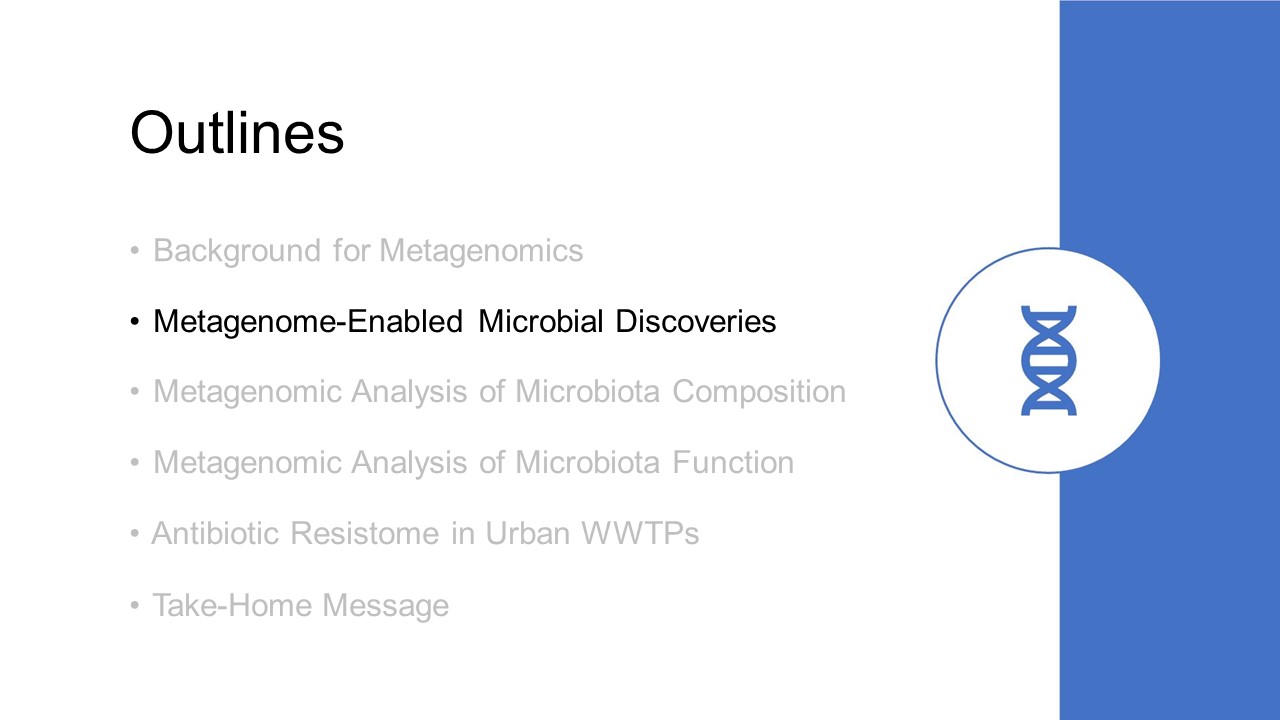 Outlines
• Background for Metagenomics
• Metagenome-Enabled Microbial Discoveries
• Metagenomic Analysis of Microbiota Composition
• Metagenomic Analysis of Microbiota Function
• Antibiotic Resistome in Urban WWTPs
• Take-Home Message